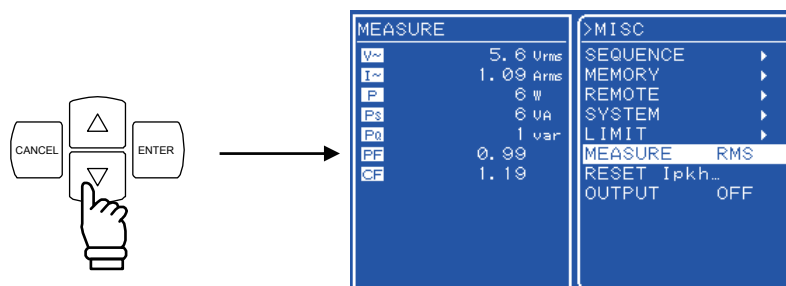 CANCEL
ENTER
MEASURE
V~ 5.6 Vrms
I~ 1.09 Arms
P 6 W
Ps 6 VA
PQ 1 var
PF 0.99
CF 1.19
>MISC
SEQUENCE
MEMORY
REMOTE
SYSTEM
LIMIT
MEASURE RMS
RESET Ipkh…
OUTPUT OFF